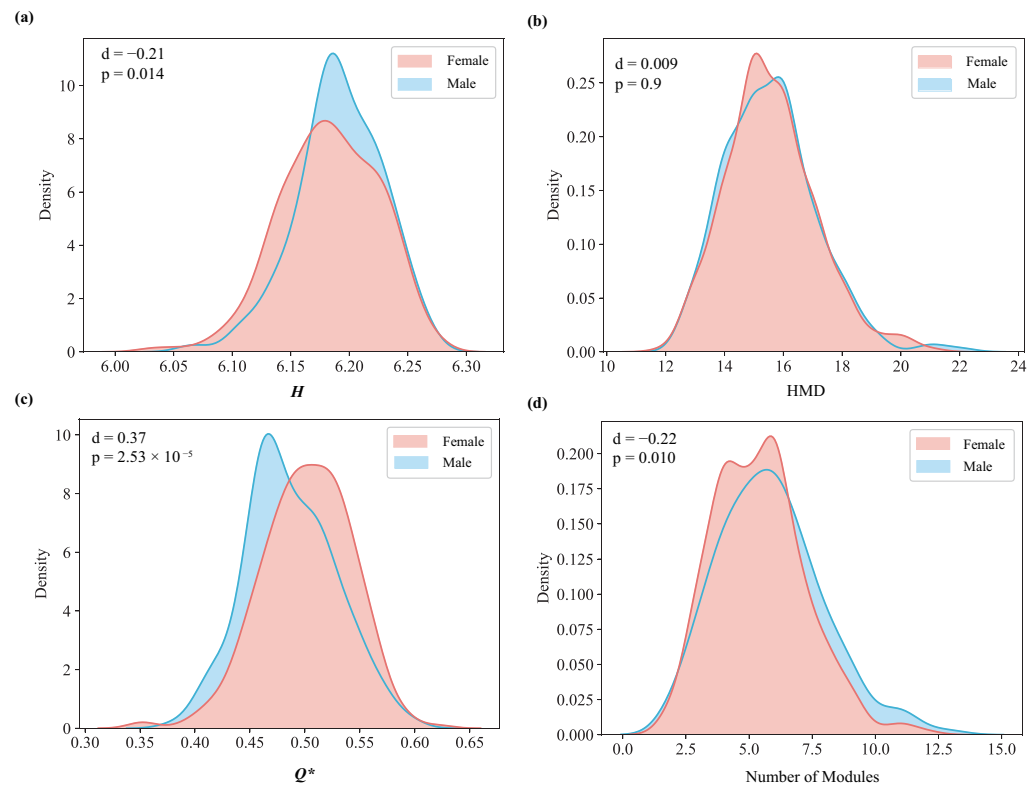 (a)
d = −0.21
p = 0.014
Female
Male
Density
10
8
6
4
2
0
6.00 6.05 6.10 6.15 6.20 6.25 6.30
H
(b)
d = 0.009
p = 0.9
Female
Male
Density
0.25
0.20
0.15
0.10
0.05
0.00
10 12 14 16 18 20 22 24
HMD
(c)
d = 0.37
p = 2.53 × 10⁻⁵
Female
Male
Density
10
8
6
4
2
0
0.30 0.35 0.40 0.45 0.50 0.55 0.60 0.65
Q*
(d)
d = −0.22
p = 0.010
Female
Male
Density
0.200
0.175
0.150
0.125
0.100
0.075
0.050
0.025
0.000
0.0 2.5 5.0 7.5 10.0 12.5 15.0
Number of Modules